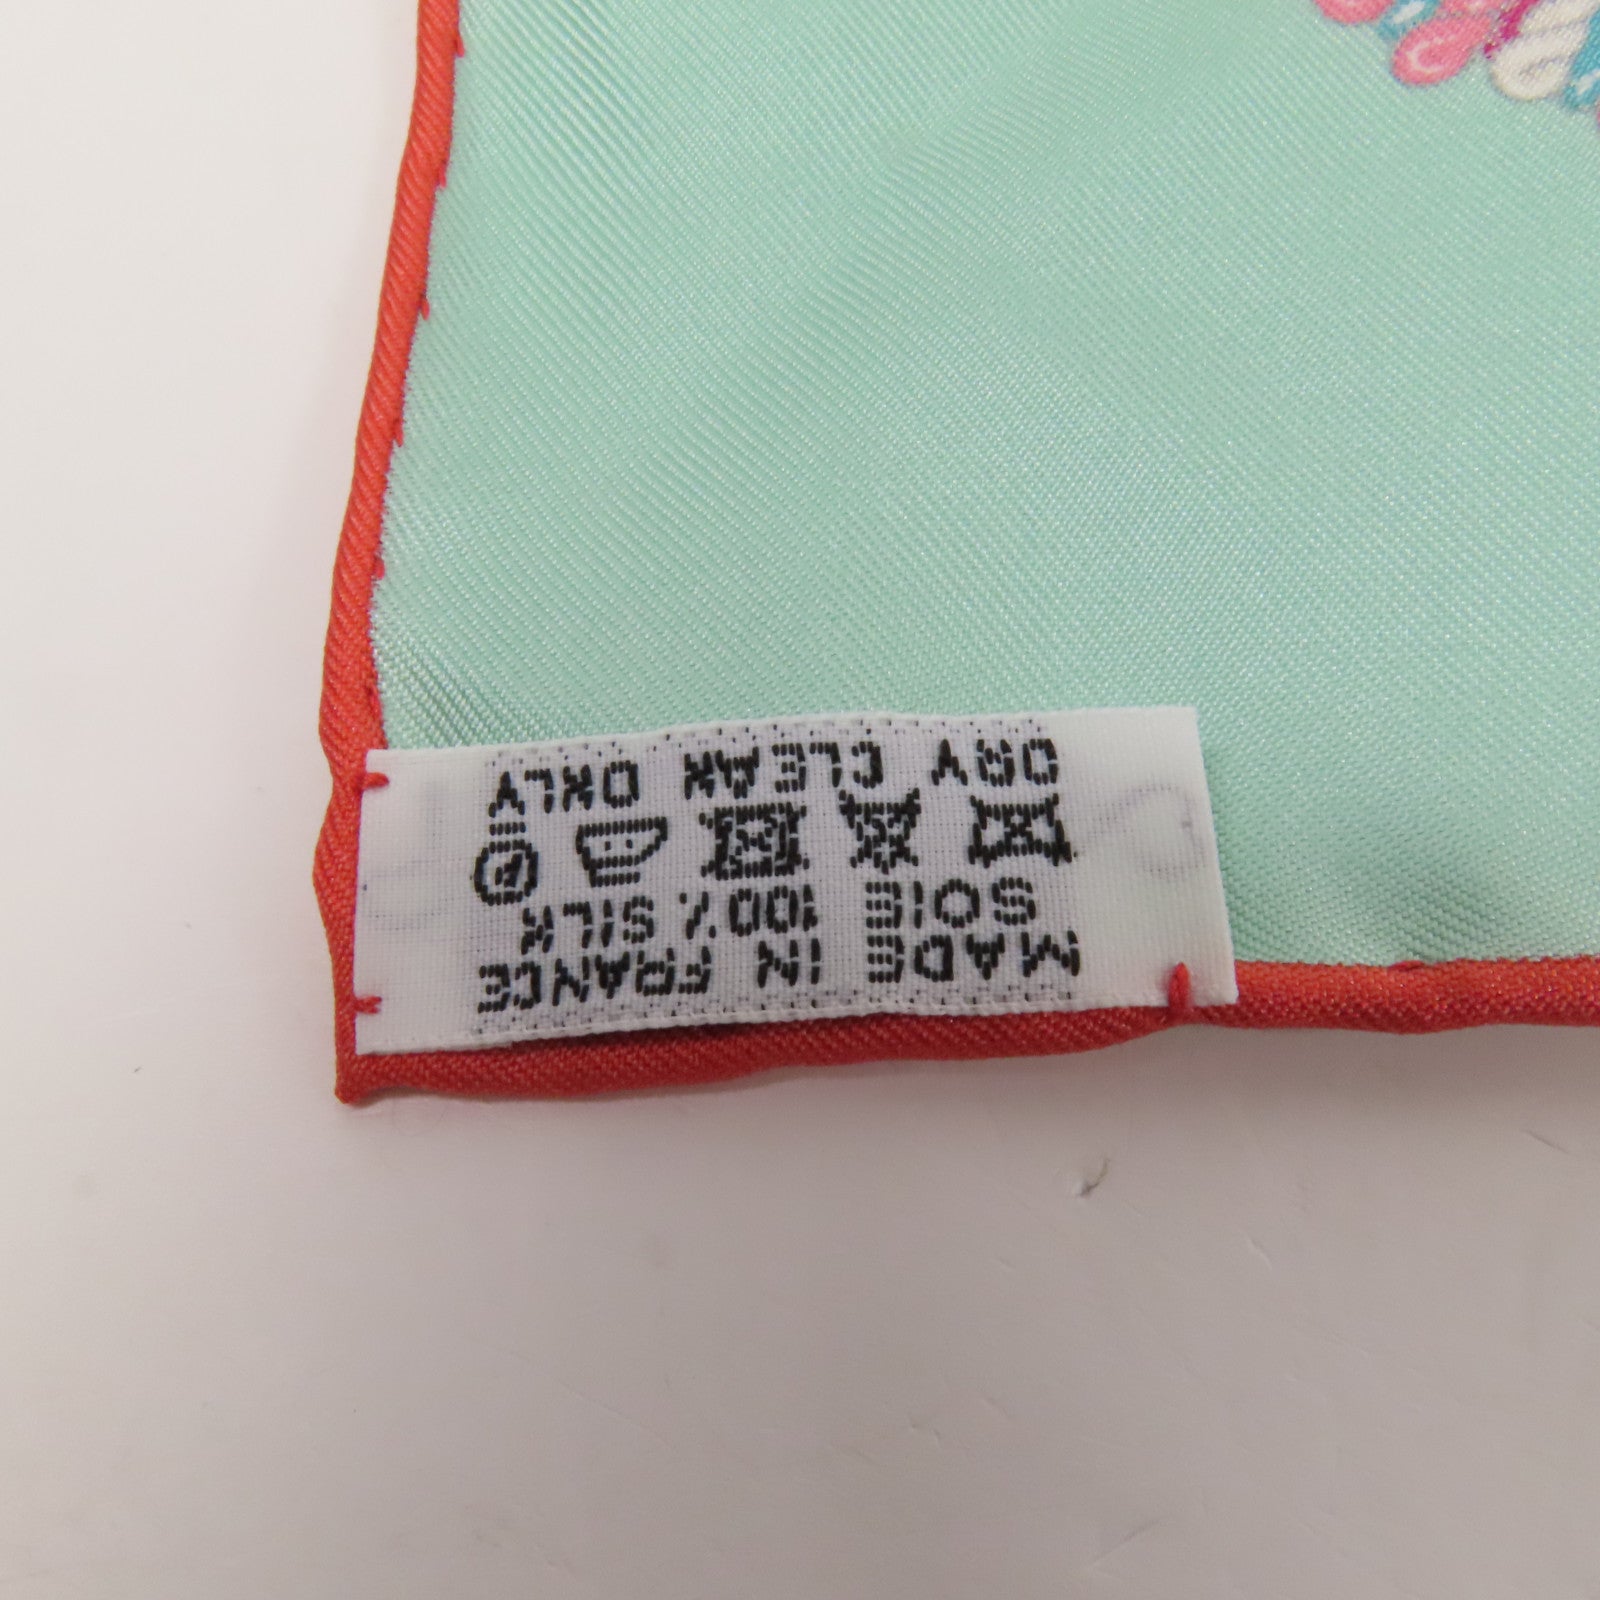 MADE IN FRANCE
SOIE 100% SILK
DRY CLEAN ONLY